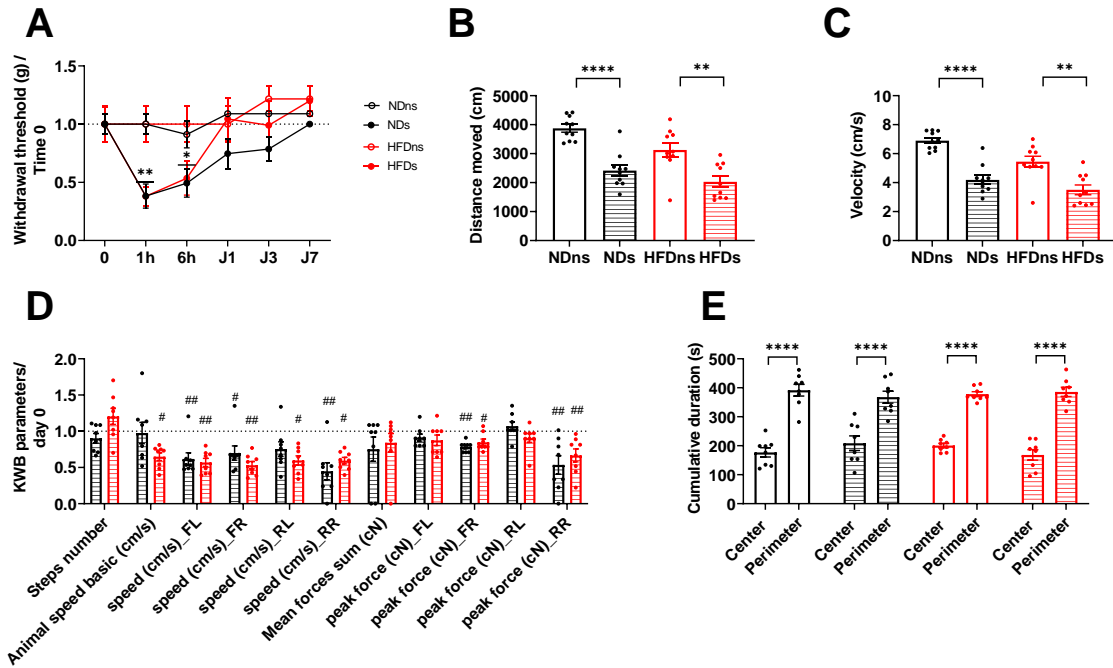 A
Withdrawal threshold (g) /
Time 0
1.5
1.0
0.5
0.0
**
*
0 1h 6h J1 J3 J7
NDns
NDs
HFDns
HFDs
B
Distance moved (cm)
5000
4000
3000
2000
1000
0
**** **
NDns NDs HFDns HFDs
C
Velocity (cm/s)
8
6
4
2
0
**** **
NDns NDs HFDns HFDs
D
KWB parameters/
day 0
2.0
1.5
1.0
0.5
0.0
# ## ## # ## # ## # ## # ## ##
Steps number
Animal speed basic (cm/s)
speed (cm/s)_FL
speed (cm/s)_FR
speed (cm/s)_RL
speed (cm/s)_RR
Mean forces sum (cN)
peak force (cN)_FL
peak force (cN)_FR
peak force (cN)_RL
peak force (cN)_RR
E
Cumulative duration (s)
500
400
300
200
100
0
**** **** **** ****
Center
Perimeter
Center
Perimeter
Center
Perimeter
Center
Perimeter